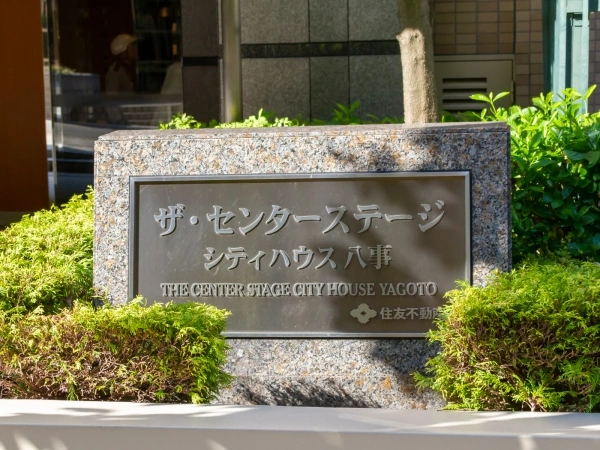 ザ・センターステージ
シティハウス 八事
THE CENTER STAGE CITY HOUSE YAGOTO
住友不動産